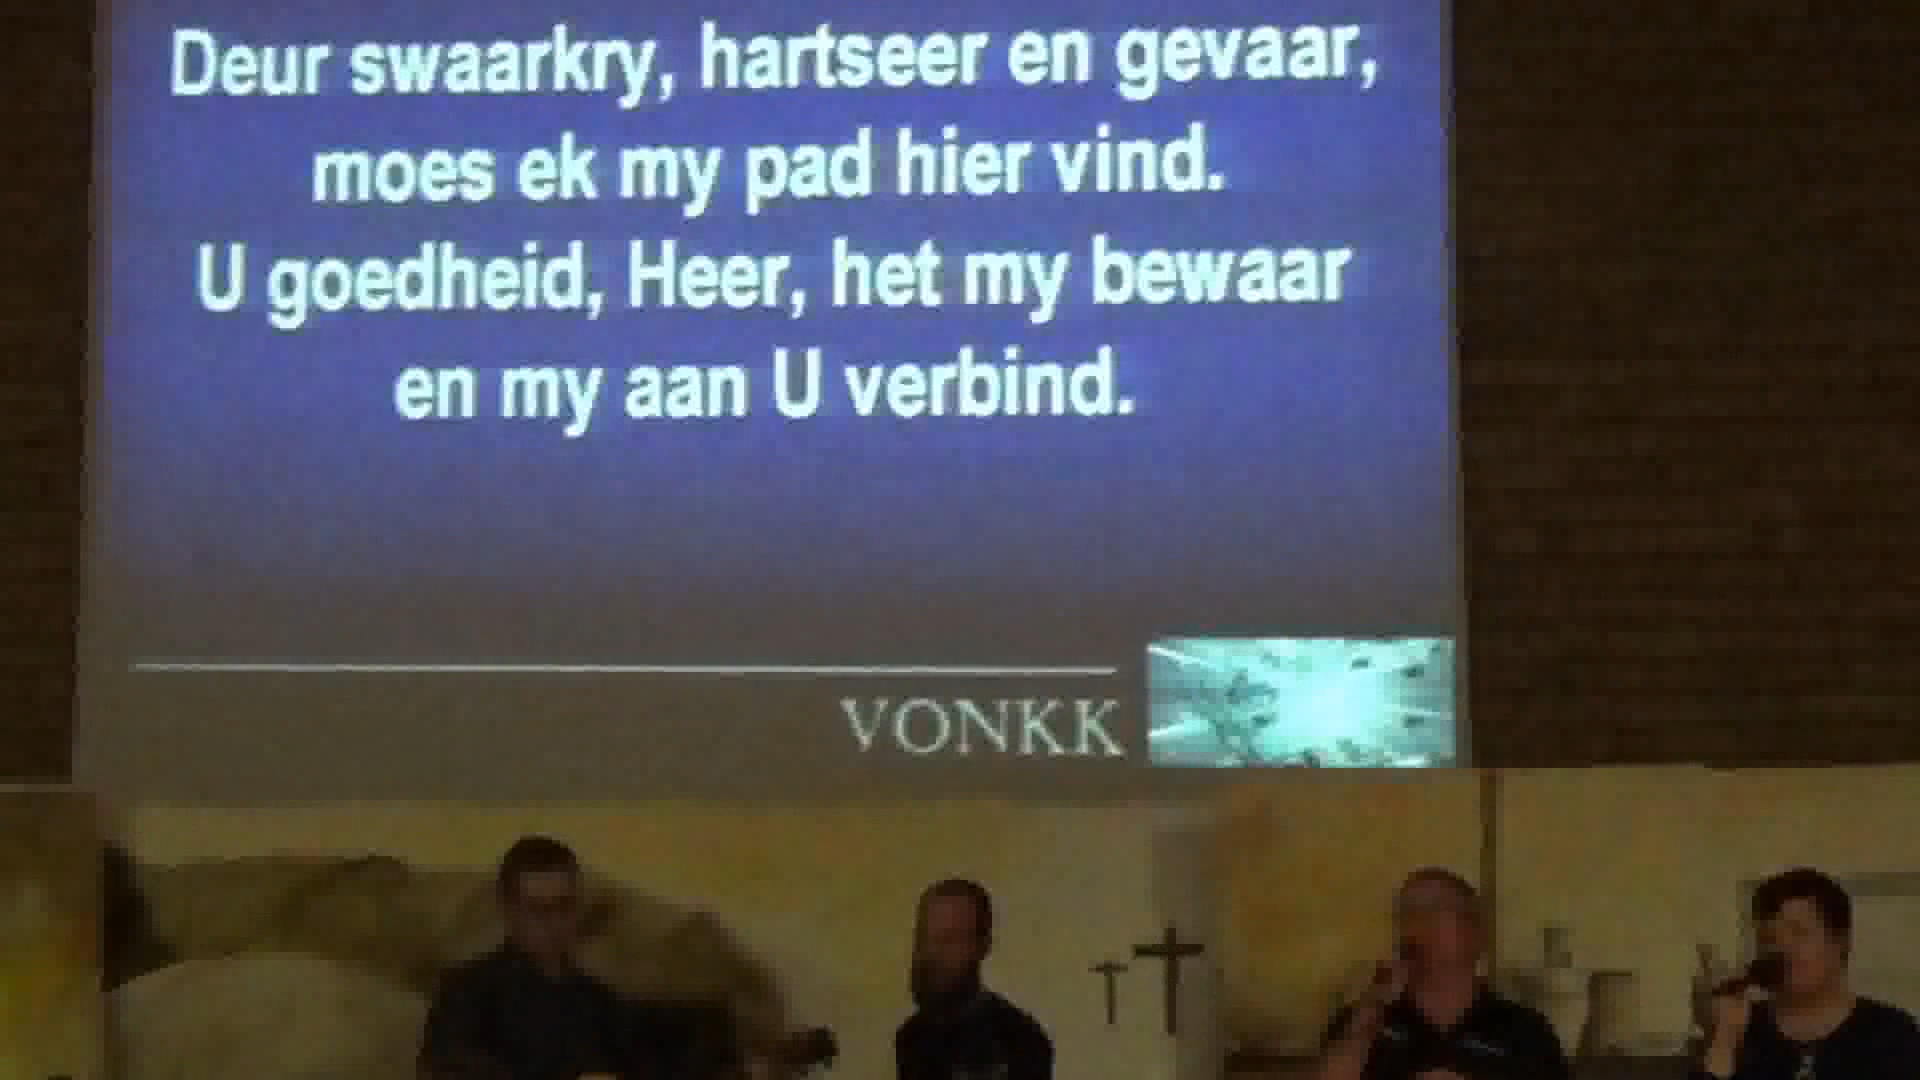 Deur swaarkry, hartseer en gevaar,
moes ek my pad hier vind.
U goedheid, Heer, het my bewaar
en my aan U verbind.
VONKK